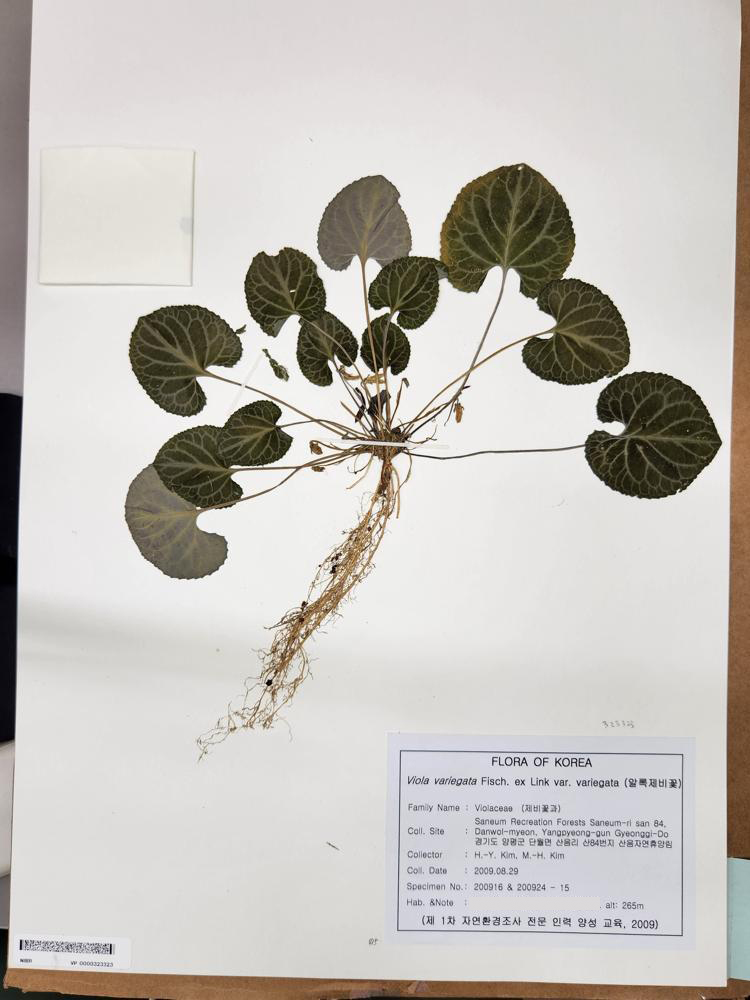 323323
FLORA OF KOREA
Viola variegata Fisch. ex Link var. variegata (알록제비꽃)
Family Name : Violaceae (제비꽃과)
Coll. Site : Saneum Recreation Forests Saneum-ri san 84,
Danwol-myeon, Yangpyeong-gun Gyeonggi-Do
경기도 양평군 단월면 산음리 산84번지 산음자연휴양림
Collector : H.-Y. Kim, M.-H. Kim
Coll. Date : 2009.08.29
Specimen No.: 200916 & 200924 - 15
Hab. &Note : , alt: 265m
(제 1차 자연환경조사 전문 인력 양성 교육, 2009)
NIBR VP 0000323323